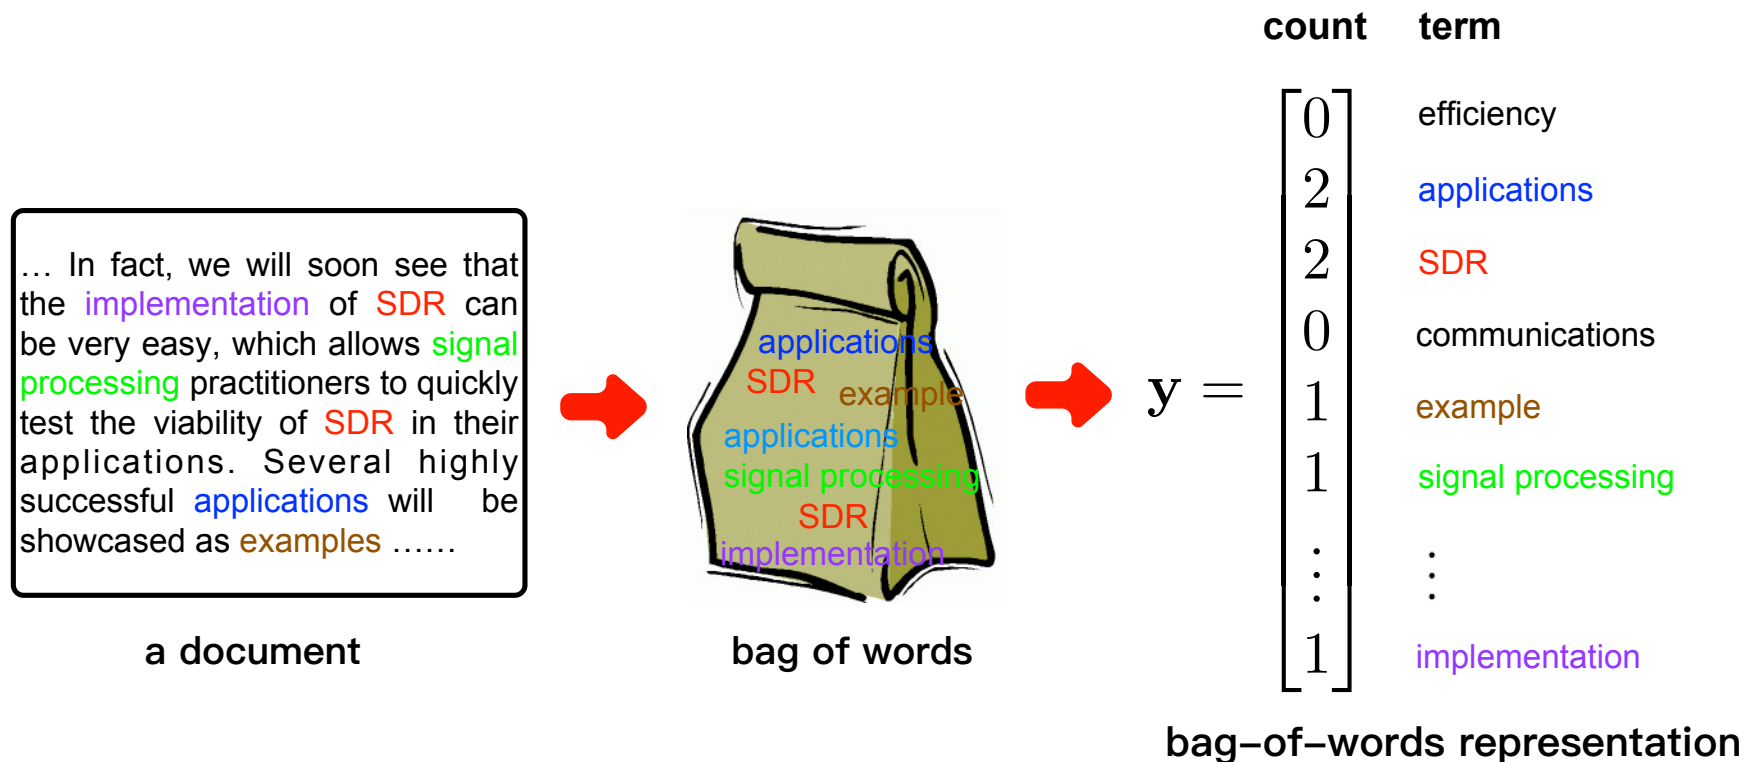 … In fact, we will soon see that
the implementation of SDR can
be very easy, which allows signal
processing practitioners to quickly
test the viability of SDR in their
applications. Several highly
successful applications will be
showcased as examples ……
a document
applications
SDR example
applications
signal processing
SDR
implementation
bag of words
count term
y =
0 efficiency
2 applications
2 SDR
0 communications
1 example
1 signal processing
⋮ ⋮
1 implementation
bag-of-words representation